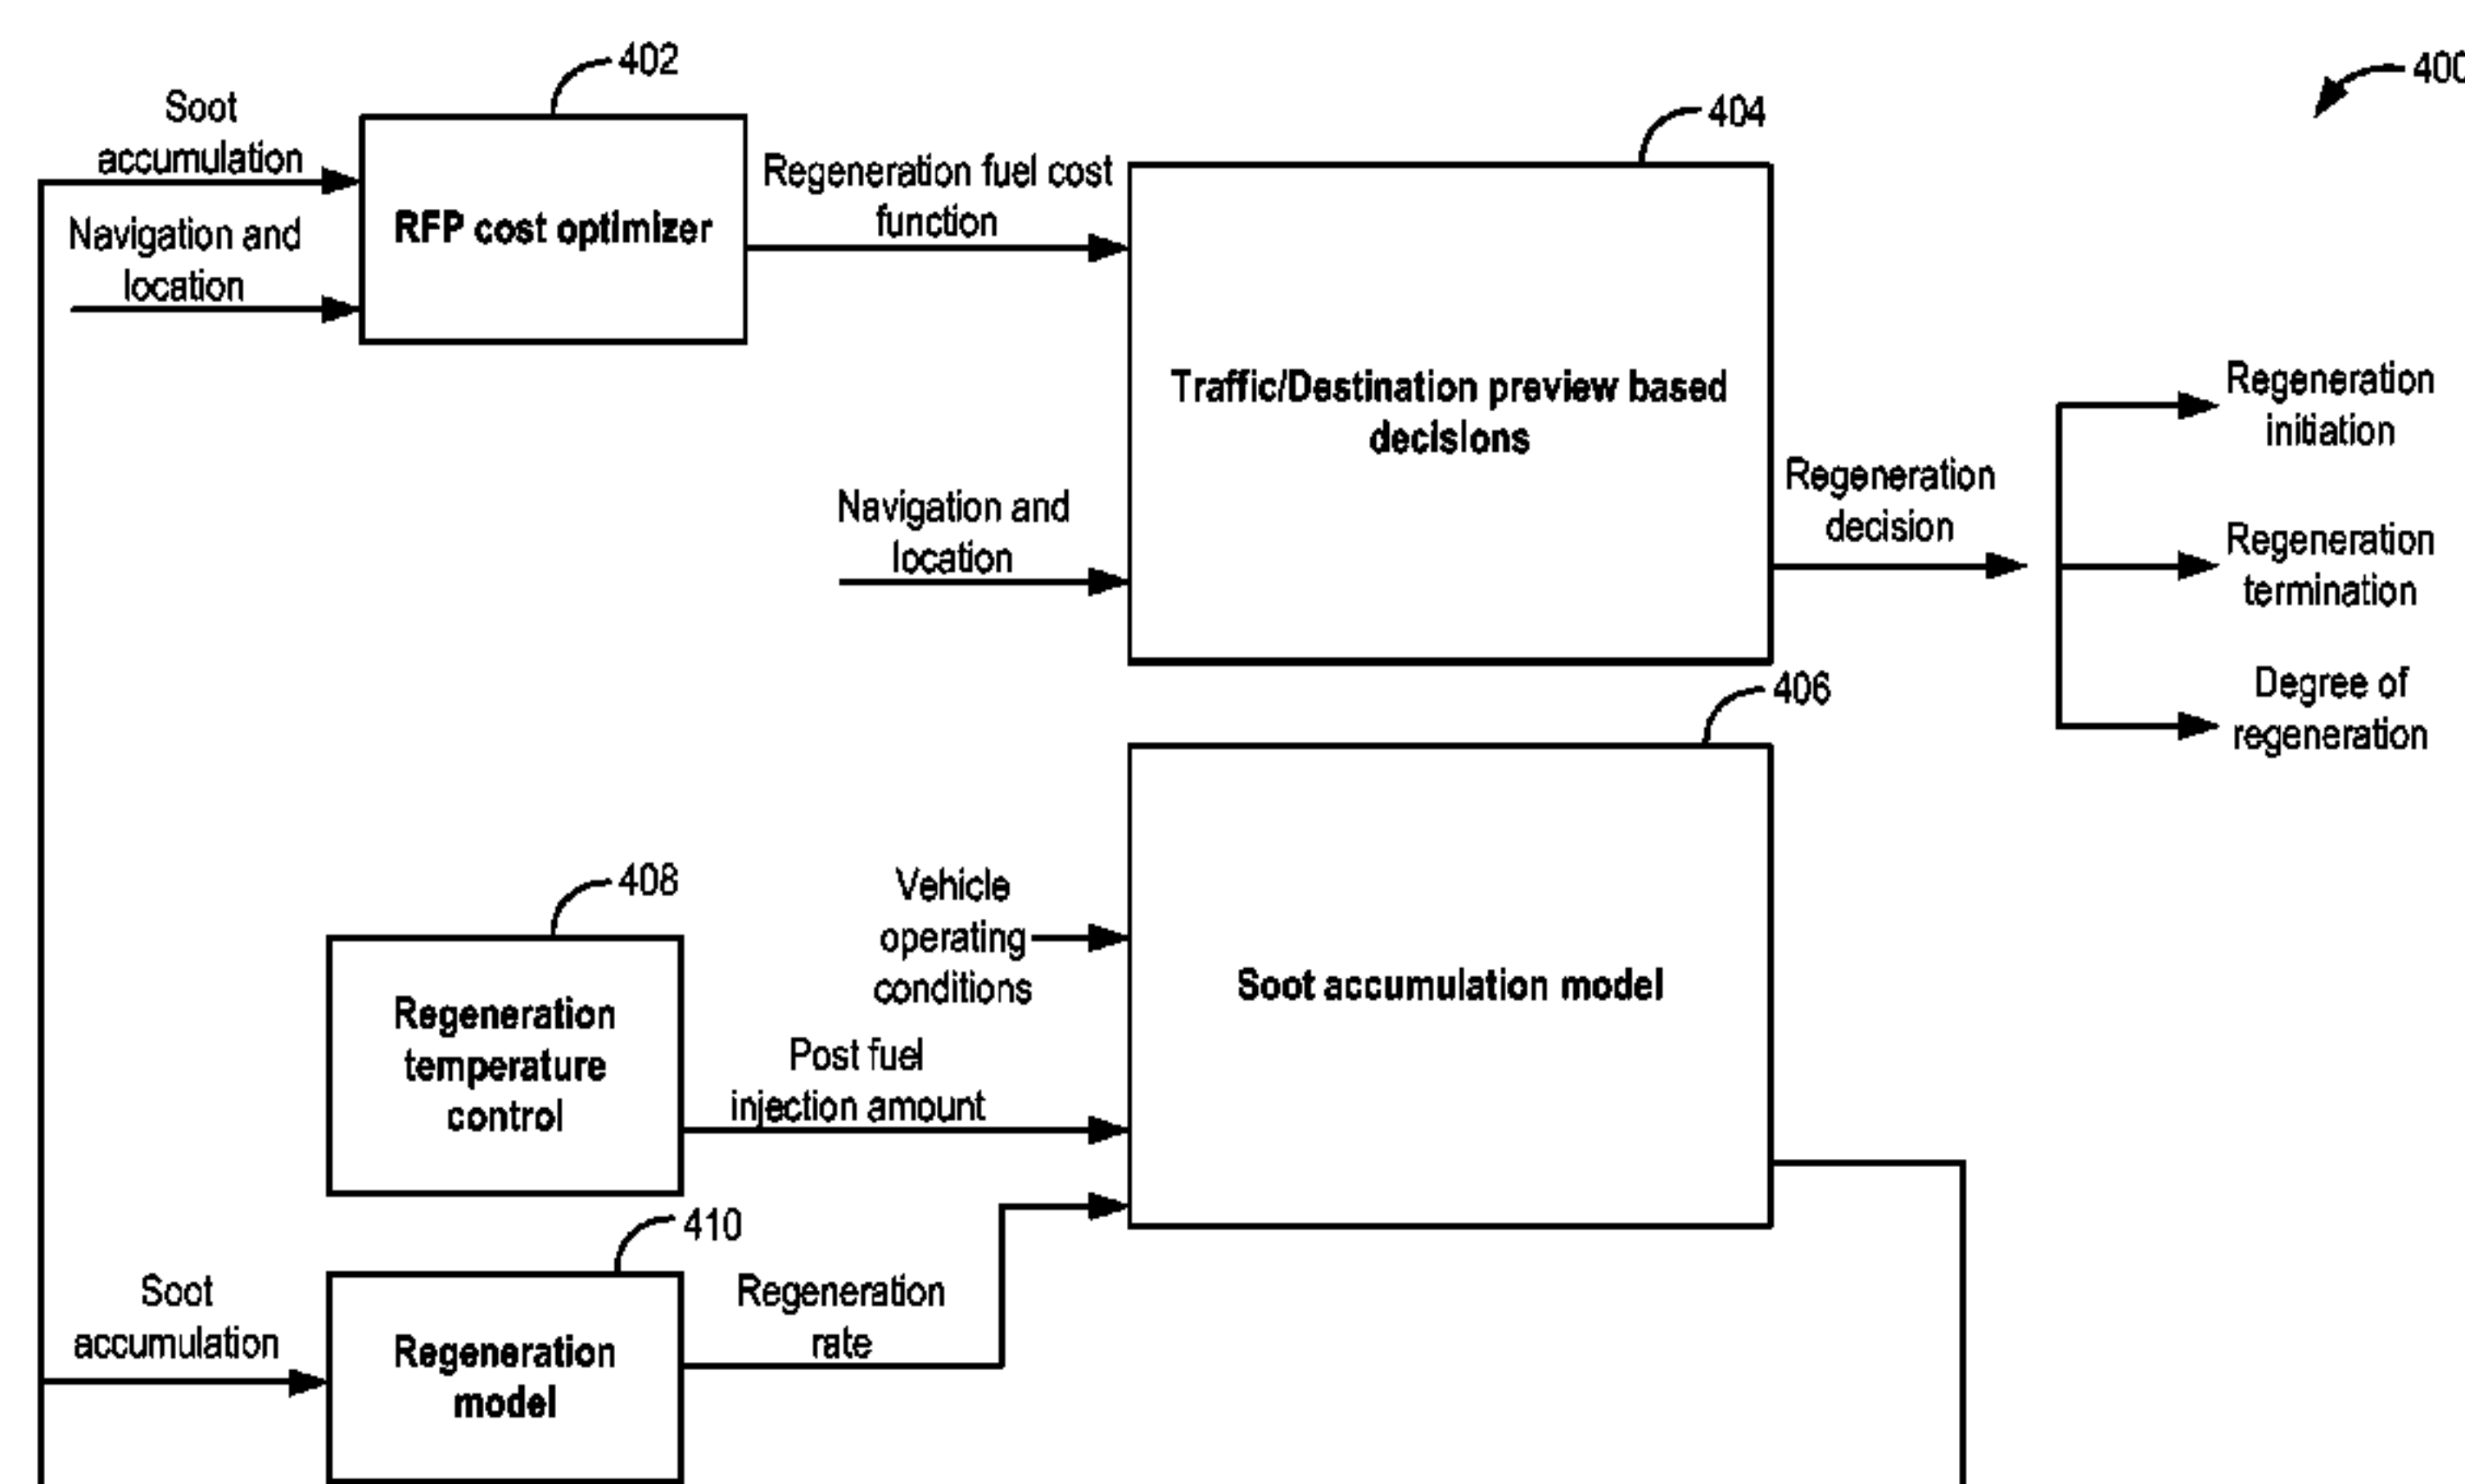 402
400
Soot
accumulation
404
Navigation and
location
RFP cost optimizer
Regeneration fuel cost
function
Traffic/Destination preview based
decisions
Navigation and
location
Regeneration
decision
Regeneration
initiation
Regeneration
termination
Degree of
regeneration
406
408
Vehicle
operating
conditions
Soot accumulation model
Regeneration
temperature
control
Post fuel
injection amount
410
Soot
accumulation
Regeneration
model
Regeneration
rate